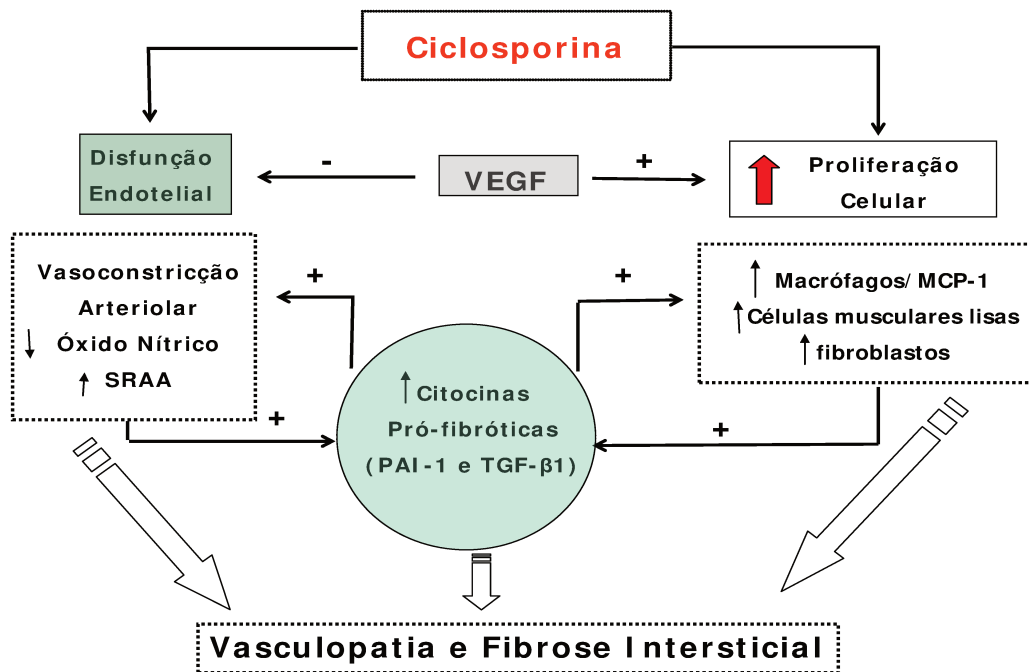 Ciclosporina
Disfunção
Endotelial
-
VEGF
+
Proliferação
Celular
Vasoconstricção
Arteriolar
↓ Óxido Nítrico
↑ SRAA
+
+
↑ Macrófagos/ MCP-1
↑ Células musculares lisas
↑ fibroblastos
↑ Citocinas
Pró-fibróticas
(PAI-1 e TGF-β1)
+
+
Vasculopatia e Fibrose Intersticial